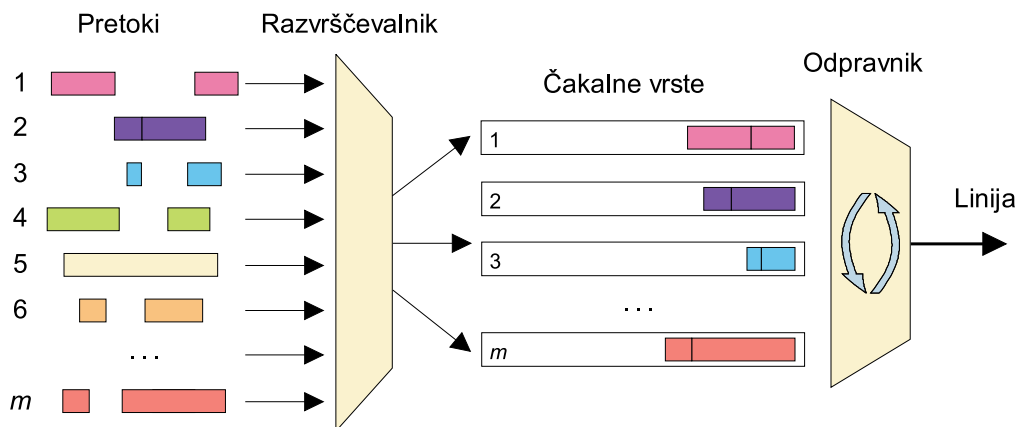 Pretoki
Razvrščevalnik
Čakalne vrste
Odpravnik
Linija
1
2
3
4
5
6
...
m
1
2
3
...
m